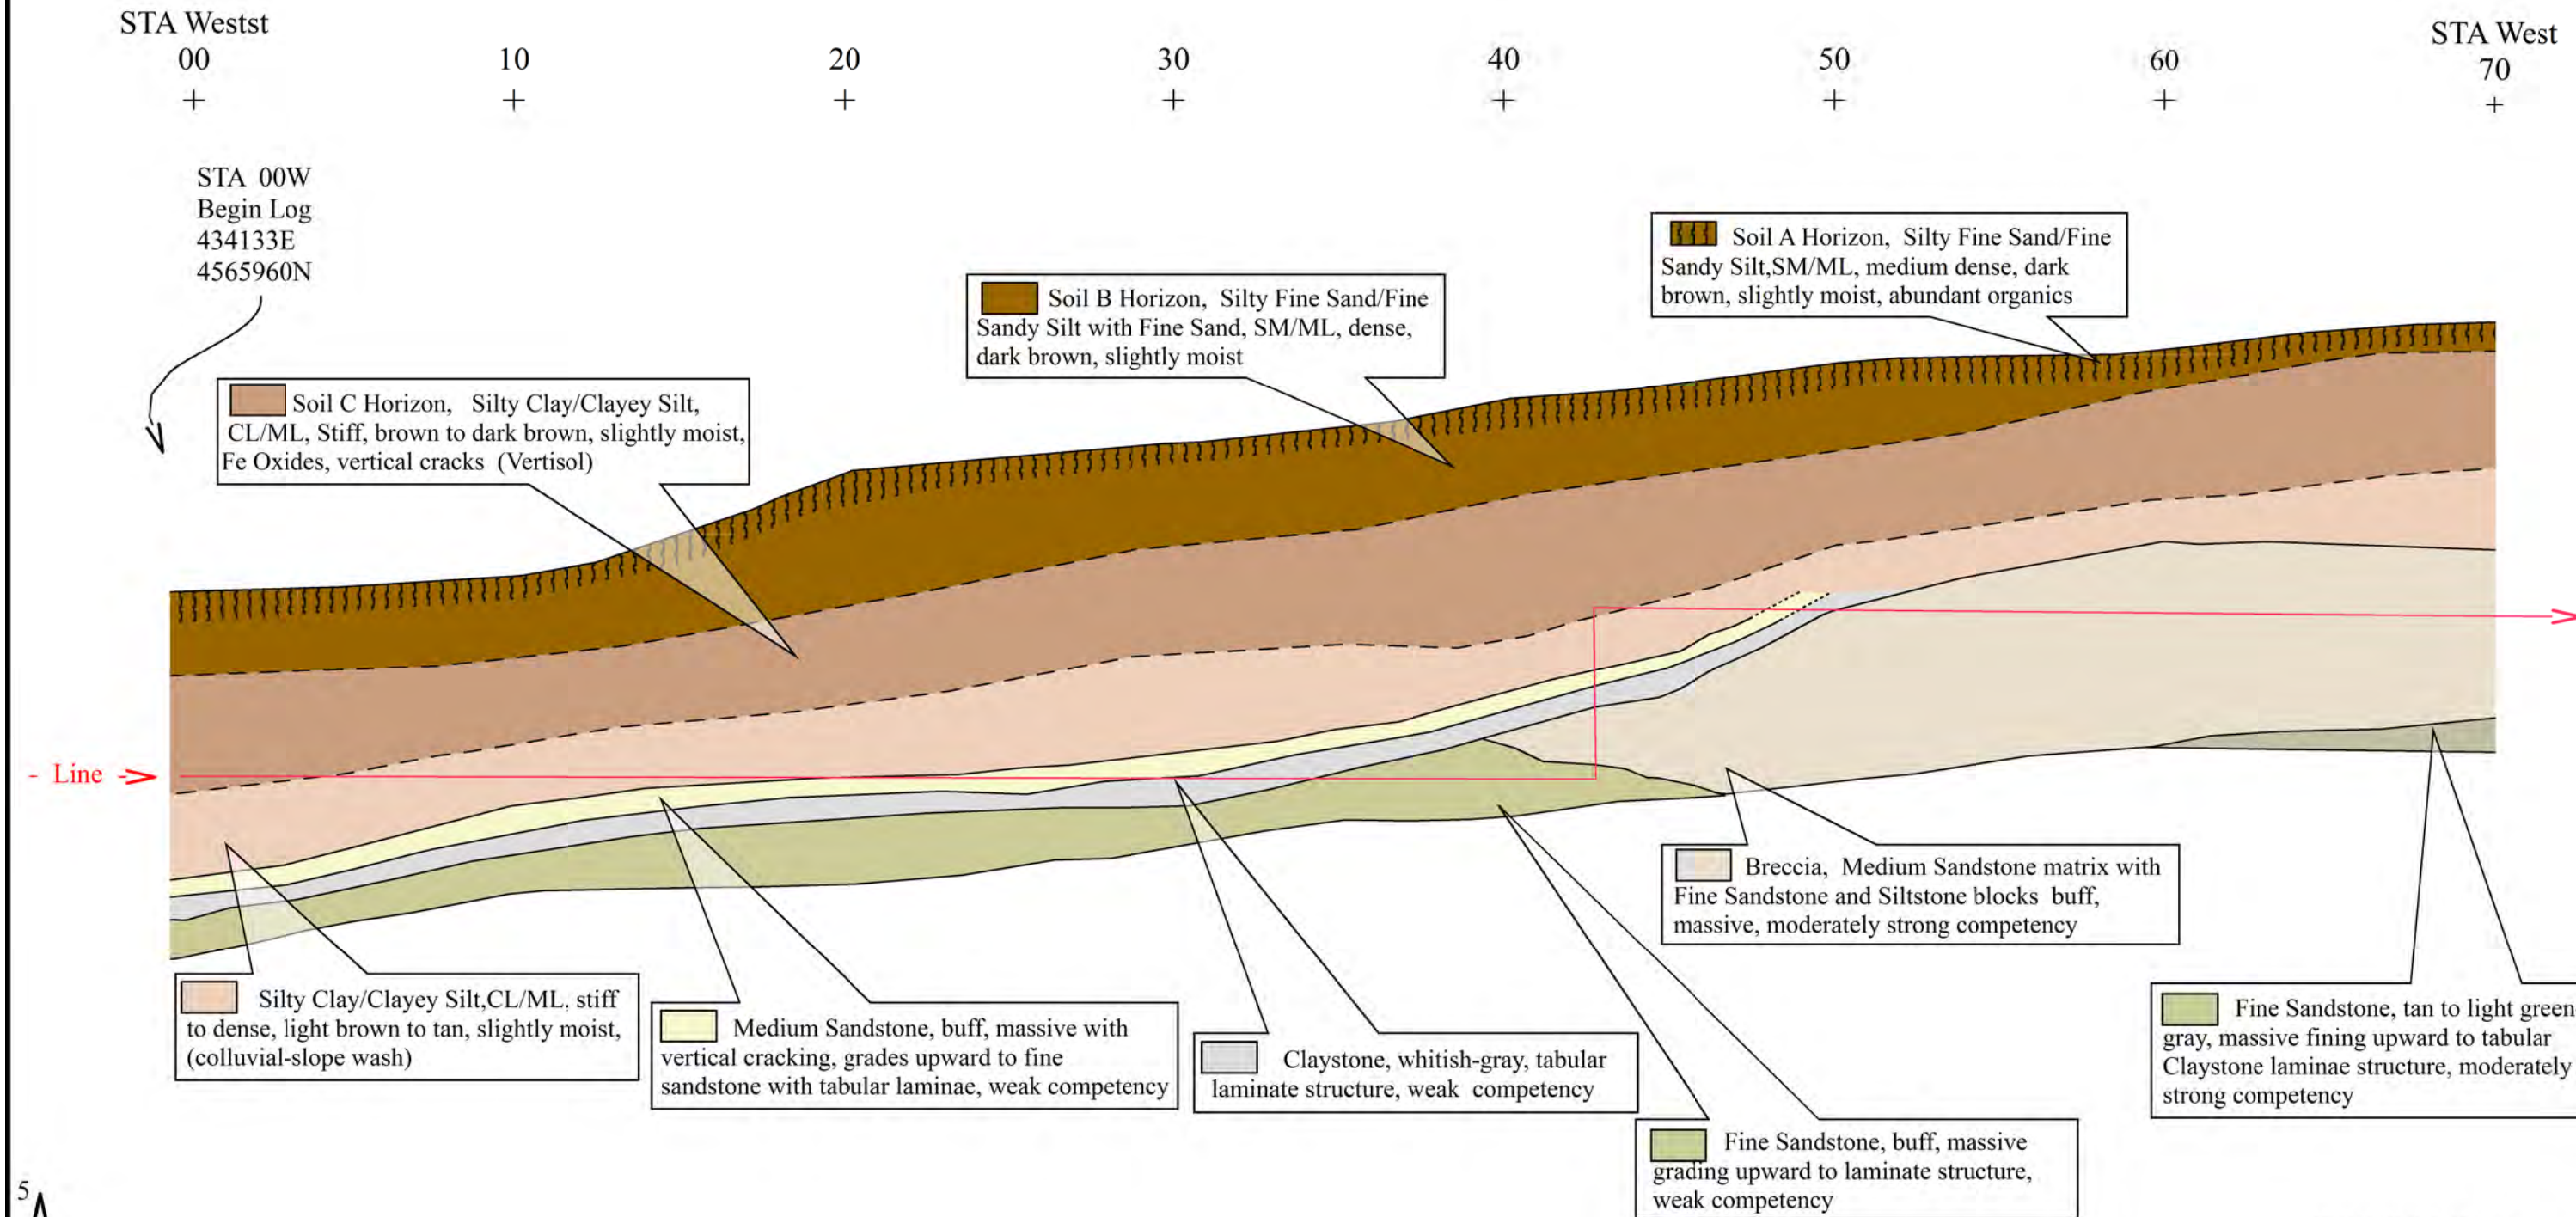 STA Westst
STA West
00 10 20 30 40 50 60 70
STA 00W
Begin Log
434133E
4565960N
Soil A Horizon, Silty Fine Sand/Fine
Sandy Silt,SM/ML, medium dense, dark
brown, slightly moist, abundant organics
Soil B Horizon, Silty Fine Sand/Fine
Sandy Silt with Fine Sand, SM/ML, dense,
dark brown, slightly moist
Soil C Horizon, Silty Clay/Clayey Silt,
CL/ML, Stiff, brown to dark brown, slightly moist,
Fe Oxides, vertical cracks (Vertisol)
- Line -
Breccia, Medium Sandstone matrix with
Fine Sandstone and Siltstone blocks buff,
massive, moderately strong competency
Silty Clay/Clayey Silt,CL/ML, stiff
to dense, light brown to tan, slightly moist,
(colluvial-slope wash)
Medium Sandstone, buff, massive with
vertical cracking, grades upward to fine
sandstone with tabular laminae, weak competency
Claystone, whitish-gray, tabular
laminate structure, weak competency
Fine Sandstone, tan to light green-
gray, massive fining upward to tabular
Claystone laminae structure, moderately
strong competency
Fine Sandstone, buff, massive
grading upward to laminate structure,
weak competency
5